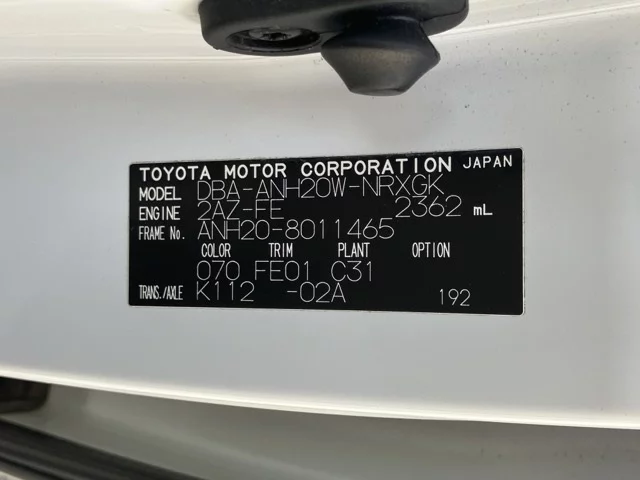 TOYOTA MOTOR CORPORATION JAPAN
MODEL DBA-ANH20W-NRXGK
ENGINE 2AZ-FE 2362 mL
FRAME No. ANH20-8011465
COLOR TRIM PLANT OPTION
070 FE01 C31
TRANS./AXLE K112 -02A 192